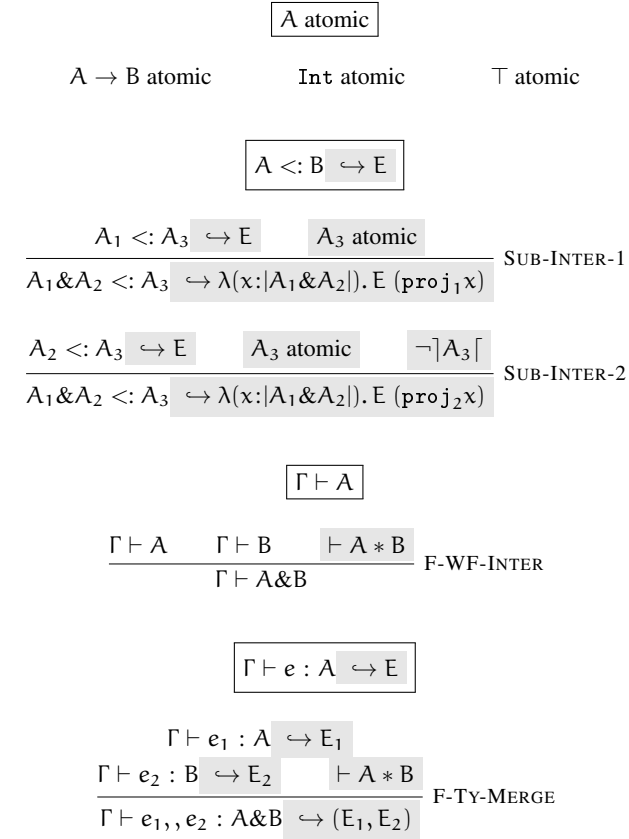 A atomic
A → B atomic Int atomic ⊤ atomic
A <: B ↪ E
A₁ <: A₃ ↪ E A₃ atomic
A₁&A₂ <: A₃ ↪ λ(x:|A₁&A₂|). E (proj₁x) SUB-INTER-1
A₂ <: A₃ ↪ E A₃ atomic ¬⌉A₃⌈
A₁&A₂ <: A₃ ↪ λ(x:|A₁&A₂|). E (proj₂x) SUB-INTER-2
Γ ⊢ A
Γ ⊢ A Γ ⊢ B ⊢ A ∗ B
Γ ⊢ A&B F-WF-INTER
Γ ⊢ e : A ↪ E
Γ ⊢ e₁ : A ↪ E₁
Γ ⊢ e₂ : B ↪ E₂ ⊢ A ∗ B
Γ ⊢ e₁,,e₂ : A&B ↪ (E₁, E₂) F-TY-MERGE